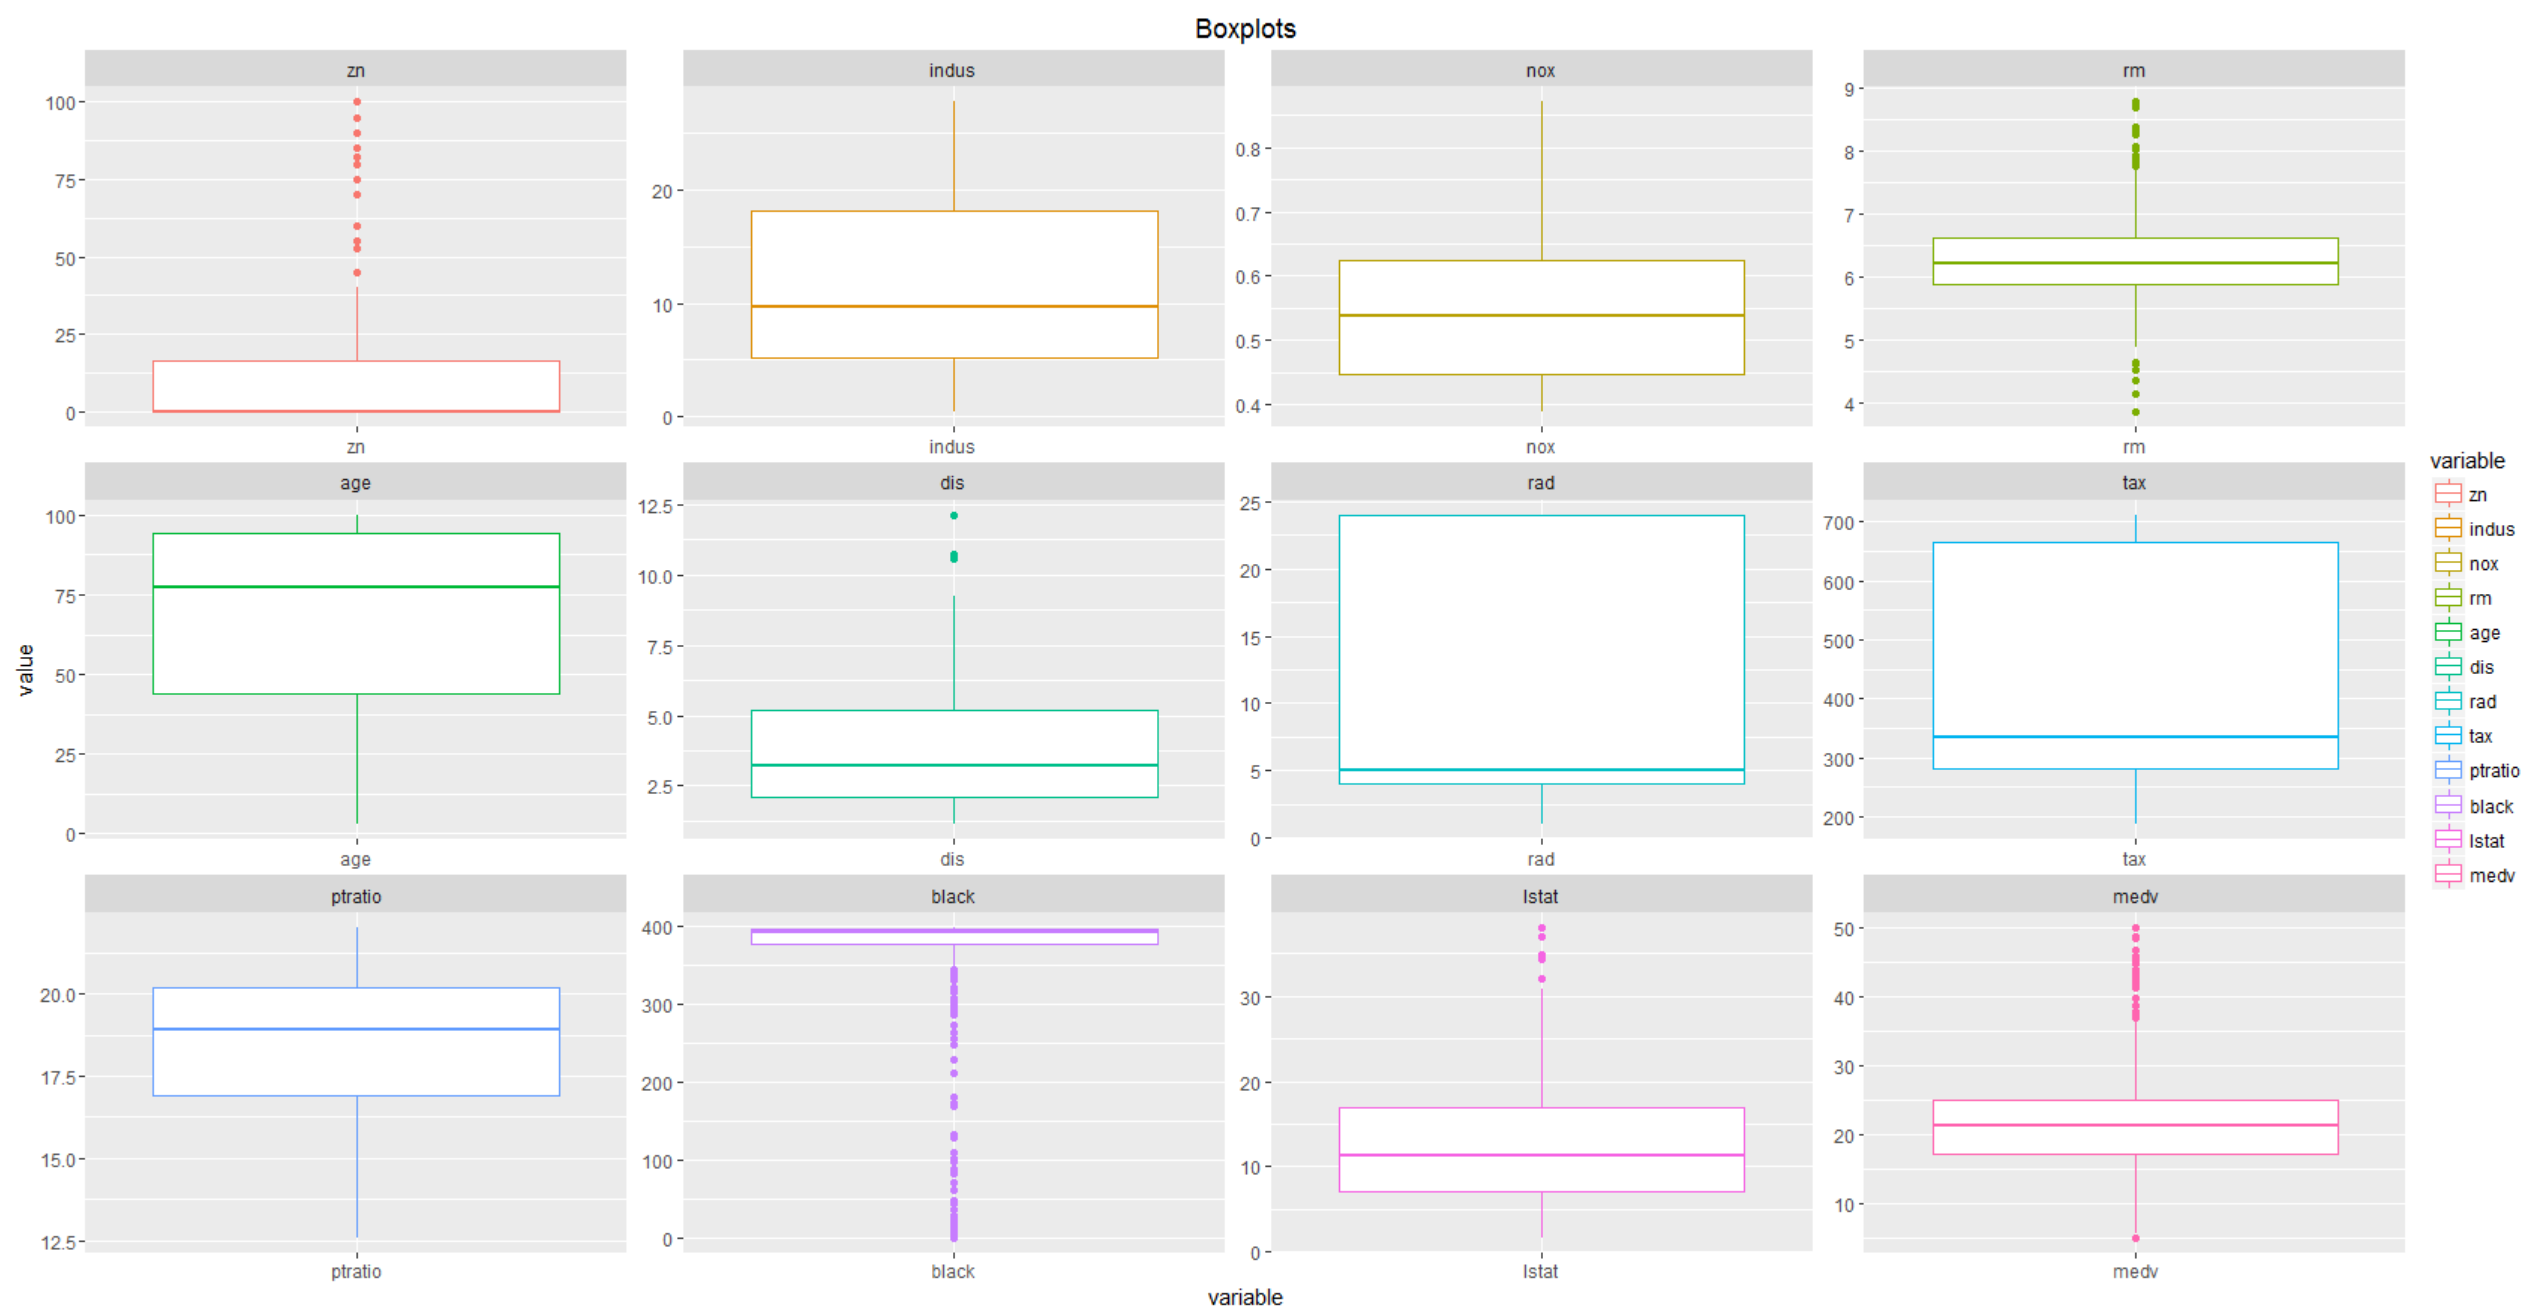 Boxplots
zn
indus
nox
rm
100
75
50
25
0
20
10
0
0.8
0.7
0.6
0.5
0.4
9
8
7
6
5
4
zn
indus
nox
rm
age
dis
rad
tax
100
75
50
25
0
12.5
10.0
7.5
5.0
2.5
25
20
15
10
5
0
700
600
500
400
300
200
age
dis
rad
tax
ptratio
black
lstat
medv
20.0
17.5
15.0
12.5
400
300
200
100
0
30
20
10
0
50
40
30
20
10
ptratio
black
lstat
medv
value
variable
variable
zn
indus
nox
rm
age
dis
rad
tax
ptratio
black
lstat
medv